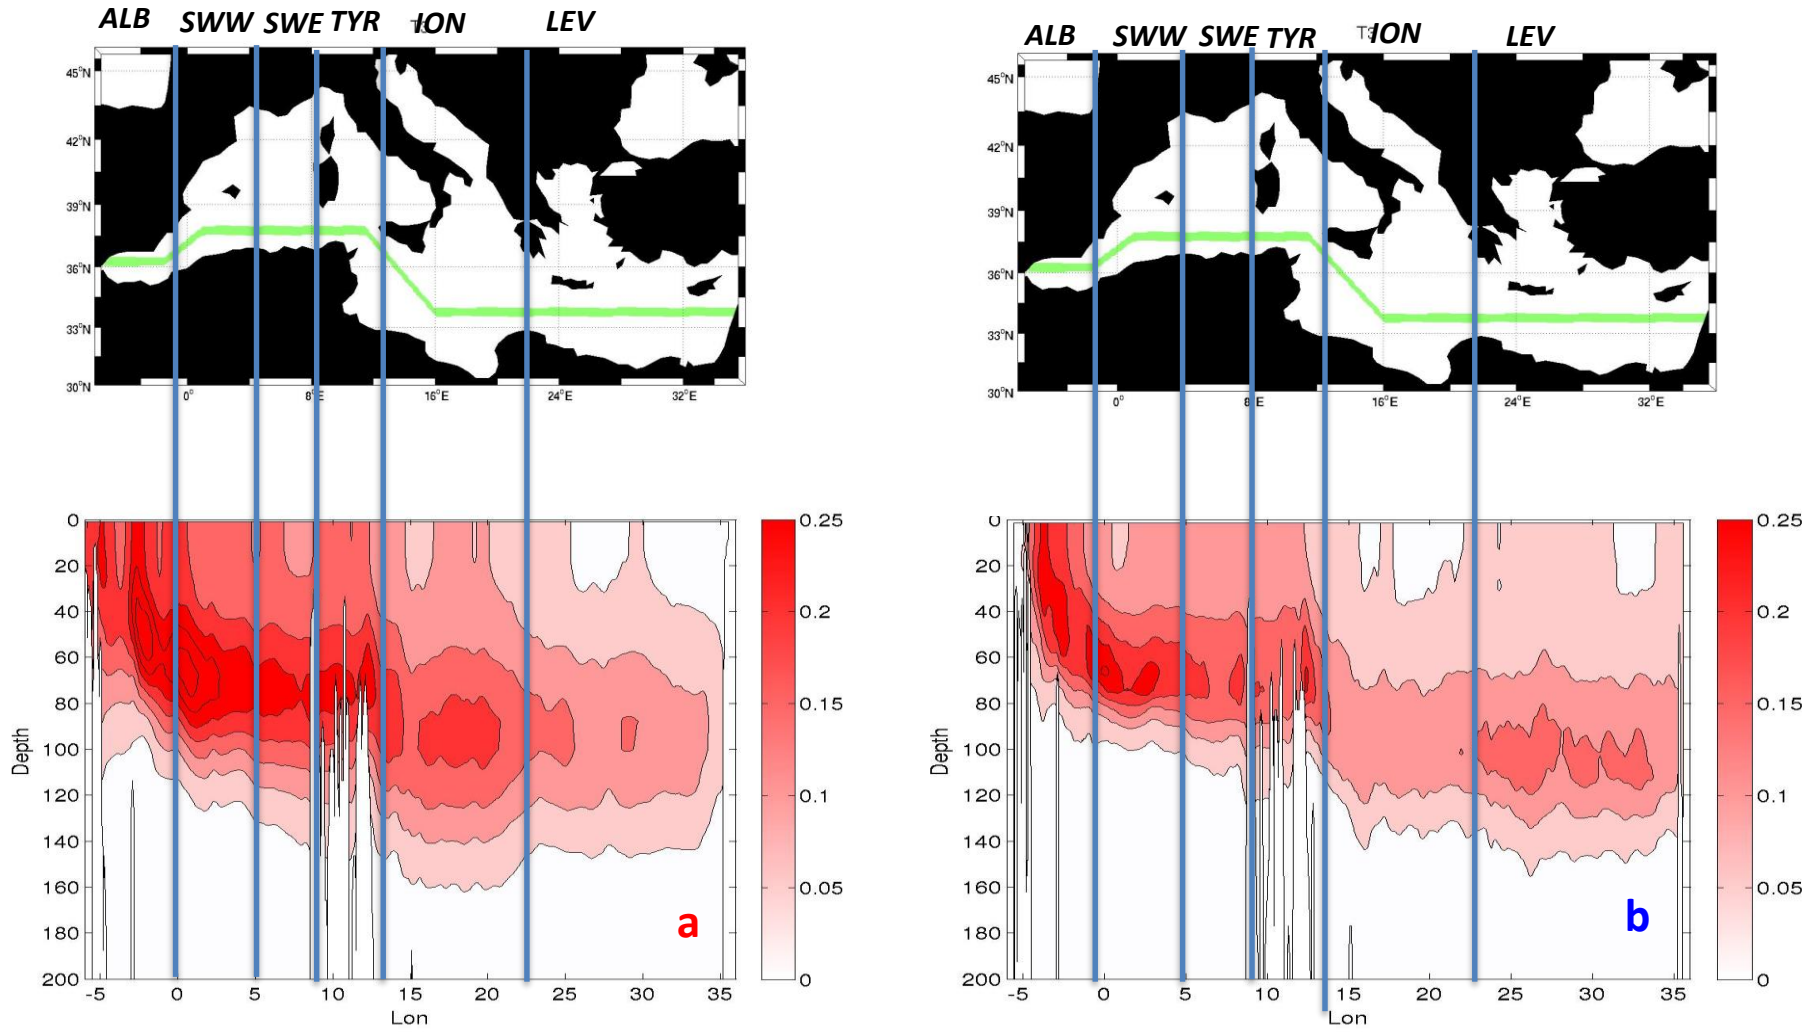 ALB SWW SWE TYR ION LEV
45°N
42°N
39°N
36°N
33°N
30°N
0° 8°E 16°E 24°E 32°E
0
20
40
60
80
100
120
140
160
180
200
Depth
-5 0 5 10 15 20 25 30 35
Lon
0.25
0.2
0.15
0.1
0.05
0
a
ALB SWW SWE TYR ION LEV
45°N
42°N
39°N
36°N
33°N
30°N
0° 8°E 16°E 24°E 32°E
0
20
40
60
80
100
120
140
160
180
200
Depth
-5 0 5 10 15 20 25 30 35
Lon
0.25
0.2
0.15
0.1
0.05
0
b